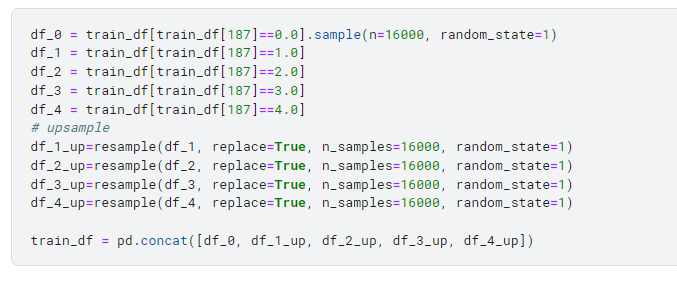 df_0 = train_df[train_df[187]==0.0].sample(n=16000, random_state=1)
df_1 = train_df[train_df[187]==1.0]
df_2 = train_df[train_df[187]==2.0]
df_3 = train_df[train_df[187]==3.0]
df_4 = train_df[train_df[187]==4.0]
# upsample
df_1_up=resample(df_1, replace=True, n_samples=16000, random_state=1)
df_2_up=resample(df_2, replace=True, n_samples=16000, random_state=1)
df_3_up=resample(df_3, replace=True, n_samples=16000, random_state=1)
df_4_up=resample(df_4, replace=True, n_samples=16000, random_state=1)
train_df = pd.concat([df_0, df_1_up, df_2_up, df_3_up, df_4_up])